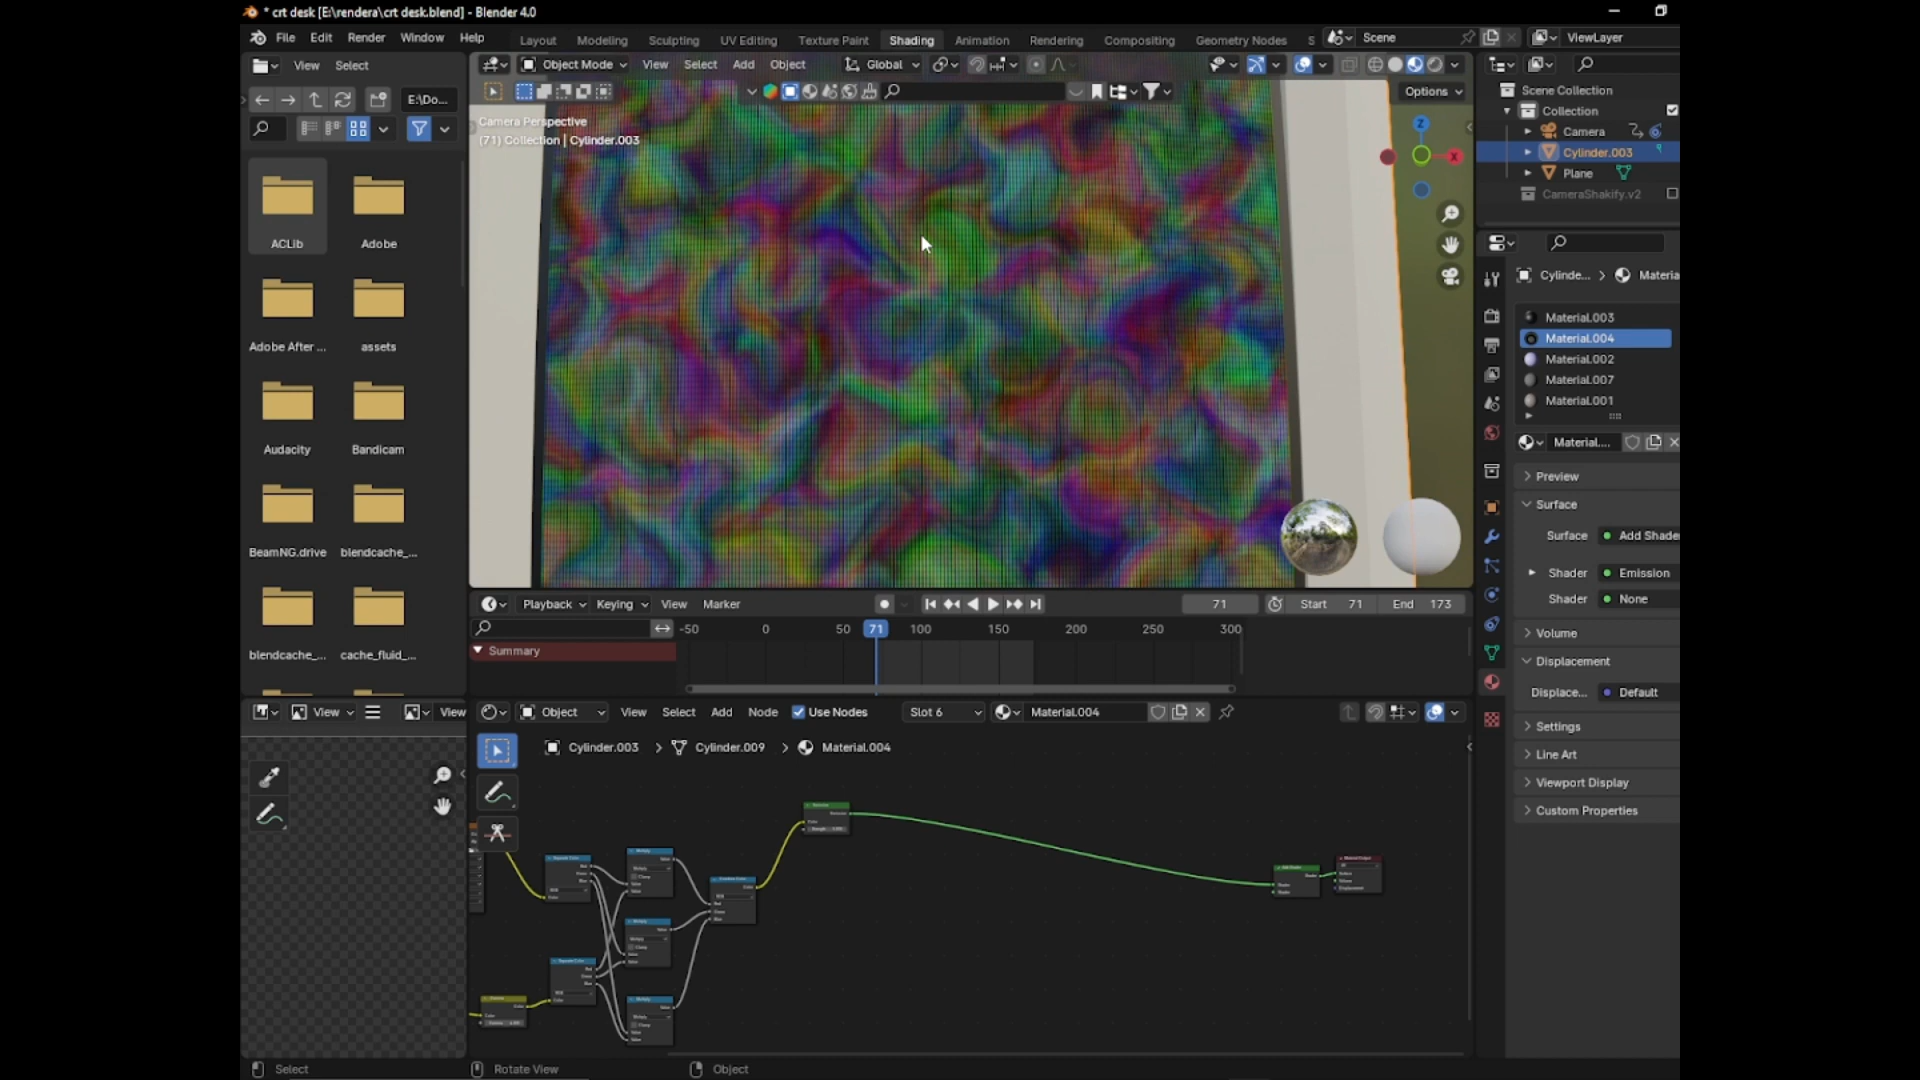 * crt desk [E:\rendera\crt desk.blend] - Blender 4.0
File Edit Render Window Help
Layout Modeling Sculpting UV Editing Texture Paint Shading Animation Rendering Compositing Geometry Nodes S
Scene
ViewLayer
View Select
E:\Do...
ACLib
Adobe
Adobe After ...
assets
Audacity
Bandicam
BeamNG.drive
blendcache_...
blendcache_...
cache_fluid_...
Object Mode View Select Add Object
Global
Options
Camera Perspective
(71) Collection | Cylinder.003
Z
X
Scene Collection
Collection
Camera
Cylinder.003
Plane
CameraShakify.v2
Cylinde... > Materia
Material.003
Material.004
Material.002
Material.007
Material.001
Material....
Preview
Surface
Surface Add Shade
Shader Emission
Shader None
Volume
Displacement
Displace... Default
Settings
Line Art
Viewport Display
Custom Properties
Playback Keying View Marker
71 Start 71 End 173
-50 0 50 71 100 150 200 250 300
Summary
View
View
Object View Select Add Node Use Nodes Slot 6 Material.004
Cylinder.003 > Cylinder.009 > Material.004
Select
Rotate View
Object